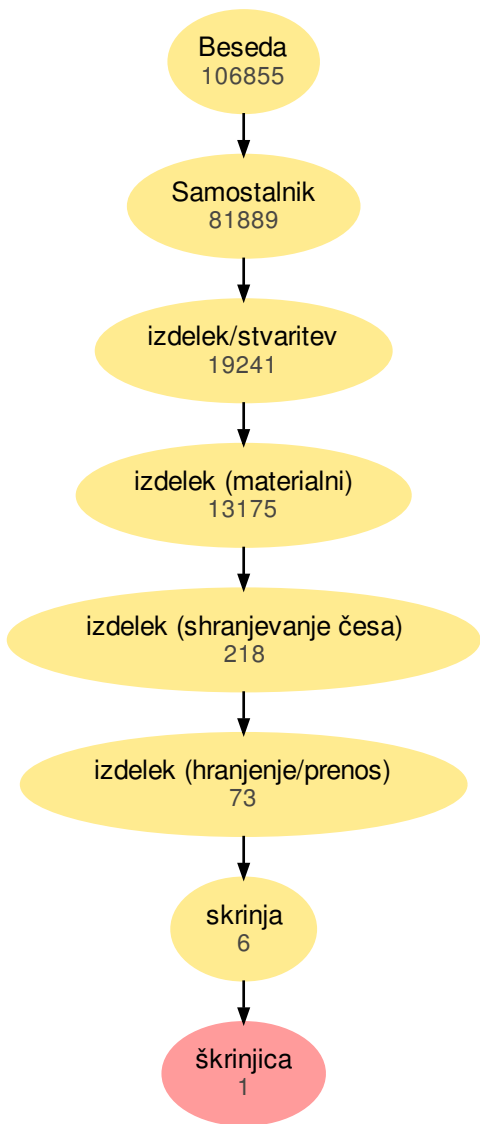 Beseda
106855
Samostalnik
81889
izdelek/stvaritev
19241
izdelek (materialni)
13175
izdelek (shranjevanje česa)
218
izdelek (hranjenje/prenos)
73
skrinja
6
škrinjica
1